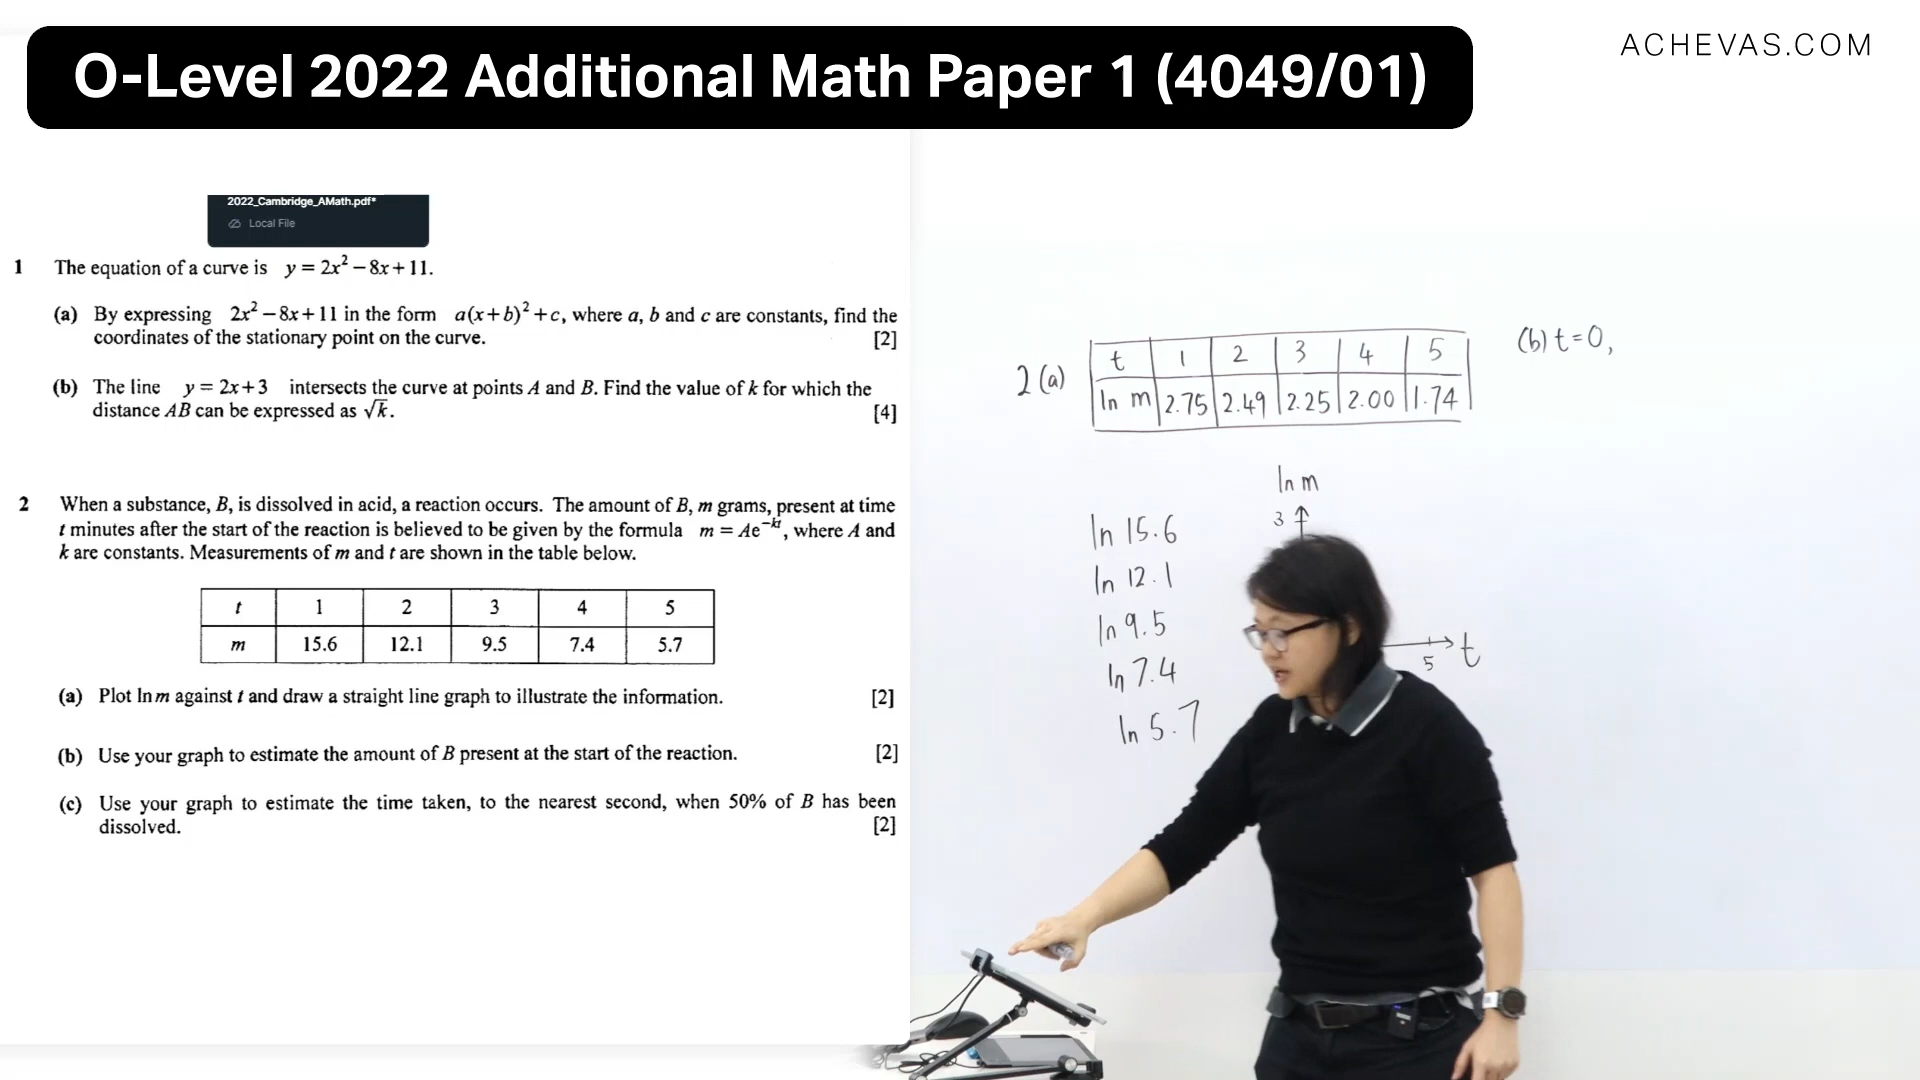 O-Level 2022 Additional Math Paper 1 (4049/01)
ACHEVAS.COM
2022_Cambridge_AMath.pdf*
Local File
1 The equation of a curve is y = 2x² − 8x + 11.
(a) By expressing 2x² − 8x + 11 in the form a(x + b)² + c, where a, b and c are constants, find the
coordinates of the stationary point on the curve. [2]
(b) The line y = 2x + 3 intersects the curve at points A and B. Find the value of k for which the
distance AB can be expressed as √k. [4]
2 When a substance, B, is dissolved in acid, a reaction occurs. The amount of B, m grams, present at time
t minutes after the start of the reaction is believed to be given by the formula m = Ae⁻ᵏᵗ, where A and
k are constants. Measurements of m and t are shown in the table below.
t 1 2 3 4 5
m 15.6 12.1 9.5 7.4 5.7
(a) Plot ln m against t and draw a straight line graph to illustrate the information. [2]
(b) Use your graph to estimate the amount of B present at the start of the reaction. [2]
(c) Use your graph to estimate the time taken, to the nearest second, when 50% of B has been
dissolved. [2]
2(a)
t 1 2 3 4 5
ln m 2.75 2.49 2.25 2.00 1.74
ln 15.6
ln 12.1
ln 9.5
ln 7.4
ln 5.7
ln m
3
5 t
(b) t=0,